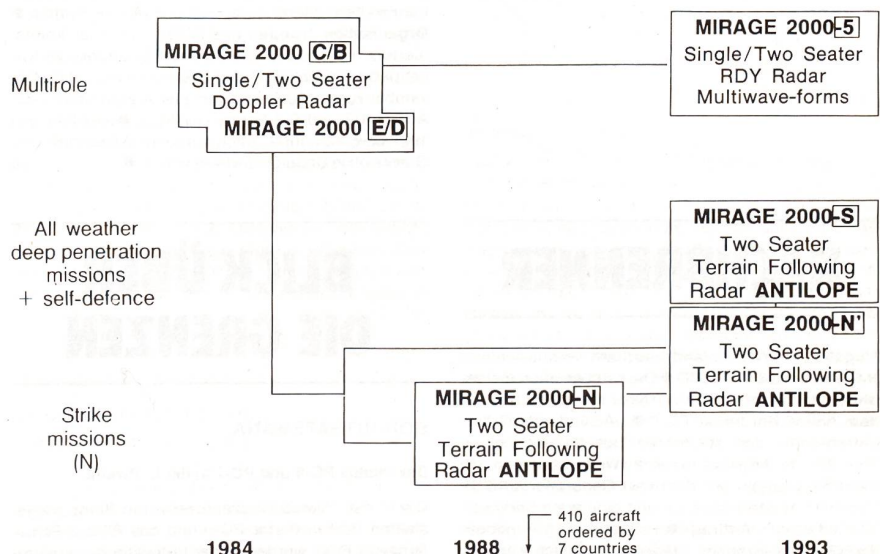 Multirole
MIRAGE 2000 C/B
Single/Two Seater
Doppler Radar
MIRAGE 2000 E/D
MIRAGE 2000-5
Single/Two Seater
RDY Radar
Multiwave-forms
All weather
deep penetration
missions
+ self-defence
MIRAGE 2000-S
Two Seater
Terrain Following
Radar ANTILOPE
MIRAGE 2000-N'
Two Seater
Terrain Following
Radar ANTILOPE
Strike
missions
(N)
MIRAGE 2000-N
Two Seater
Terrain Following
Radar ANTILOPE
410 aircraft
ordered by
7 countries
1984
1988
1993